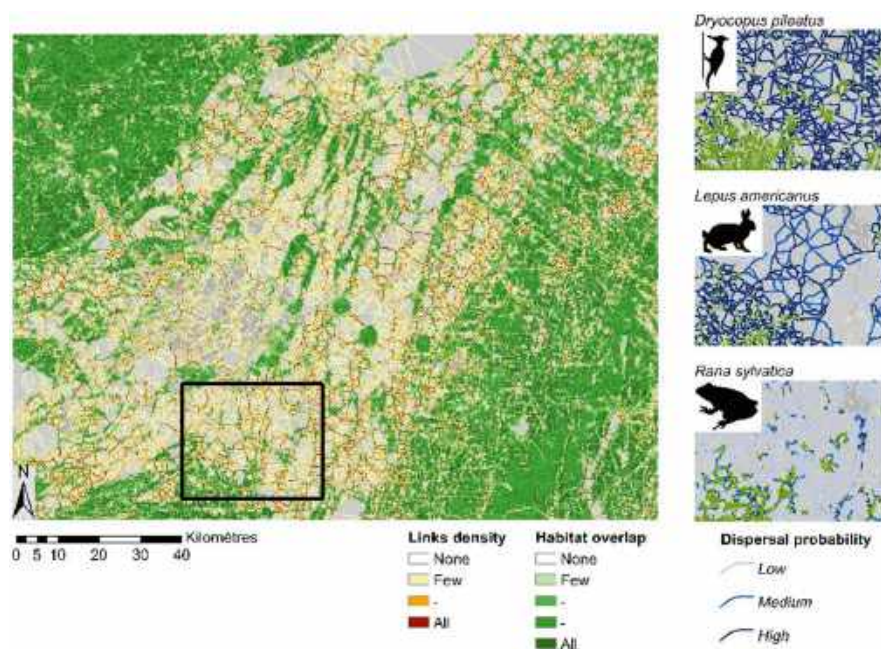 Dryocopus pileatus
Lepus americanus
Rana sylvatica
N
Kilomètres
0 5 10 20 30 40
Links density
None
Few
-
All
Habitat overlap
None
Few
-
-
All
Dispersal probability
Low
Medium
High